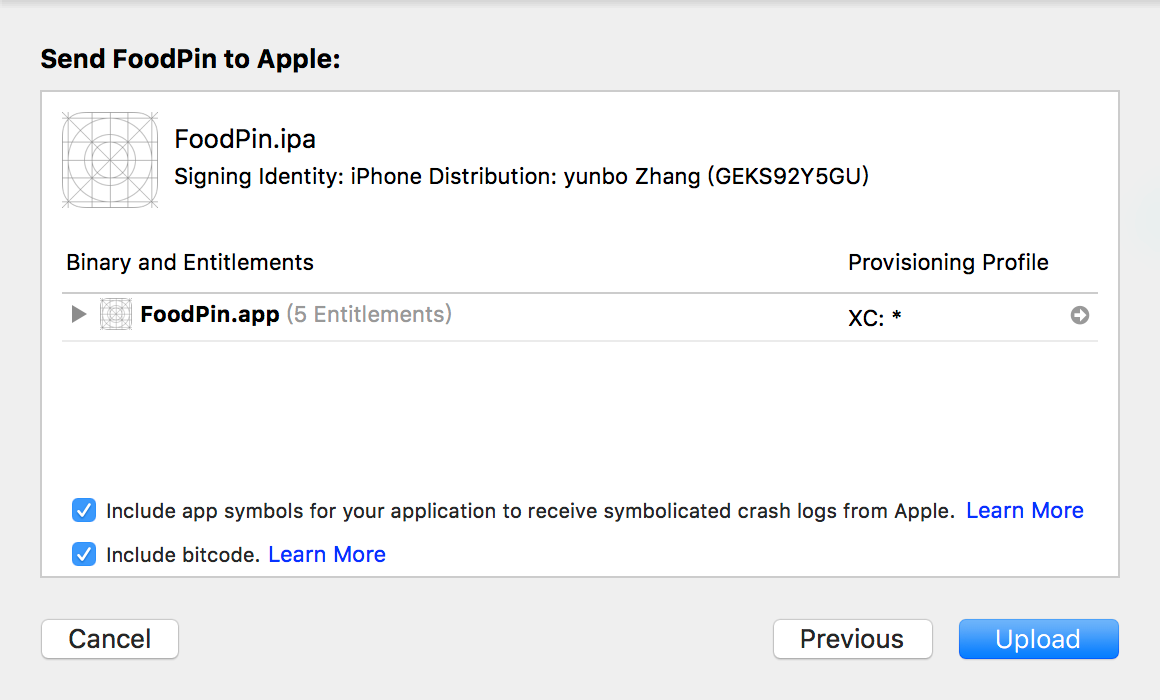 Send FoodPin to Apple:
FoodPin.ipa
Signing Identity: iPhone Distribution: yunbo Zhang (GEKS92Y5GU)
Binary and Entitlements Provisioning Profile
FoodPin.app (5 Entitlements) XC: *
Include app symbols for your application to receive symbolicated crash logs from Apple. Learn More
Include bitcode. Learn More
Cancel Previous Upload